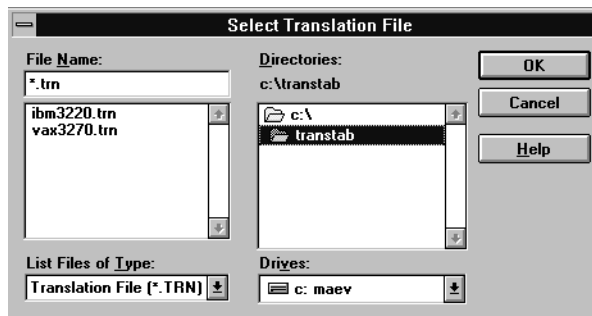 Select Translation File
File Name:
*.trn
ibm3220.trn
vax3270.trn
List Files of Type:
Translation File (*.TRN)
Directories:
c:\transtab
c:\
transtab
Drives:
c: maev
OK
Cancel
Help